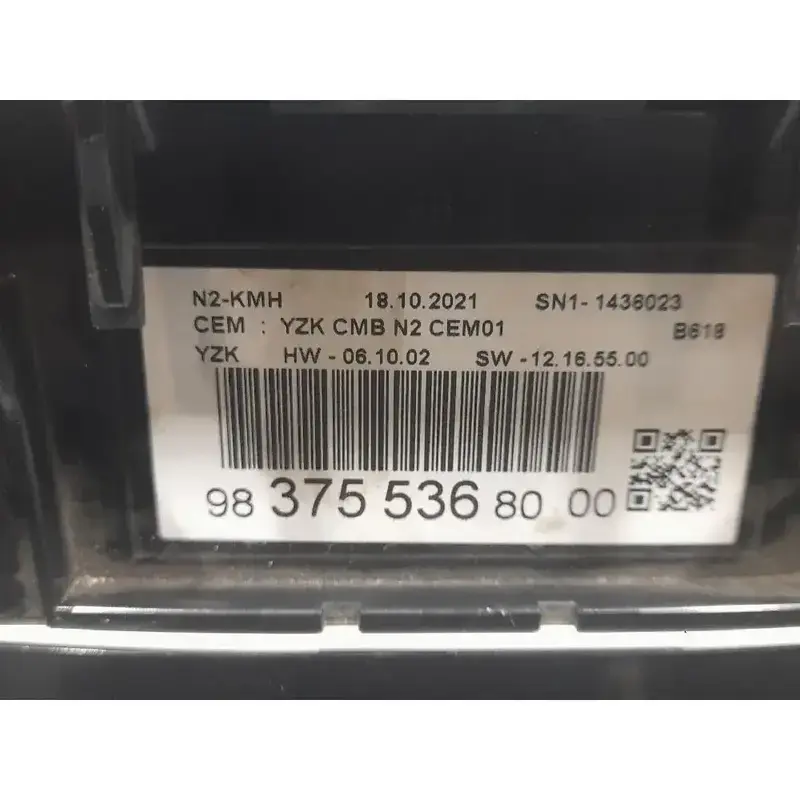 N2-KMH 18.10.2021 SN1-1436023
CEM : YZK CMB N2 CEM01 B618
YZK HW - 06.10.02 SW - 12.16.55.00
98 375 536 80 00